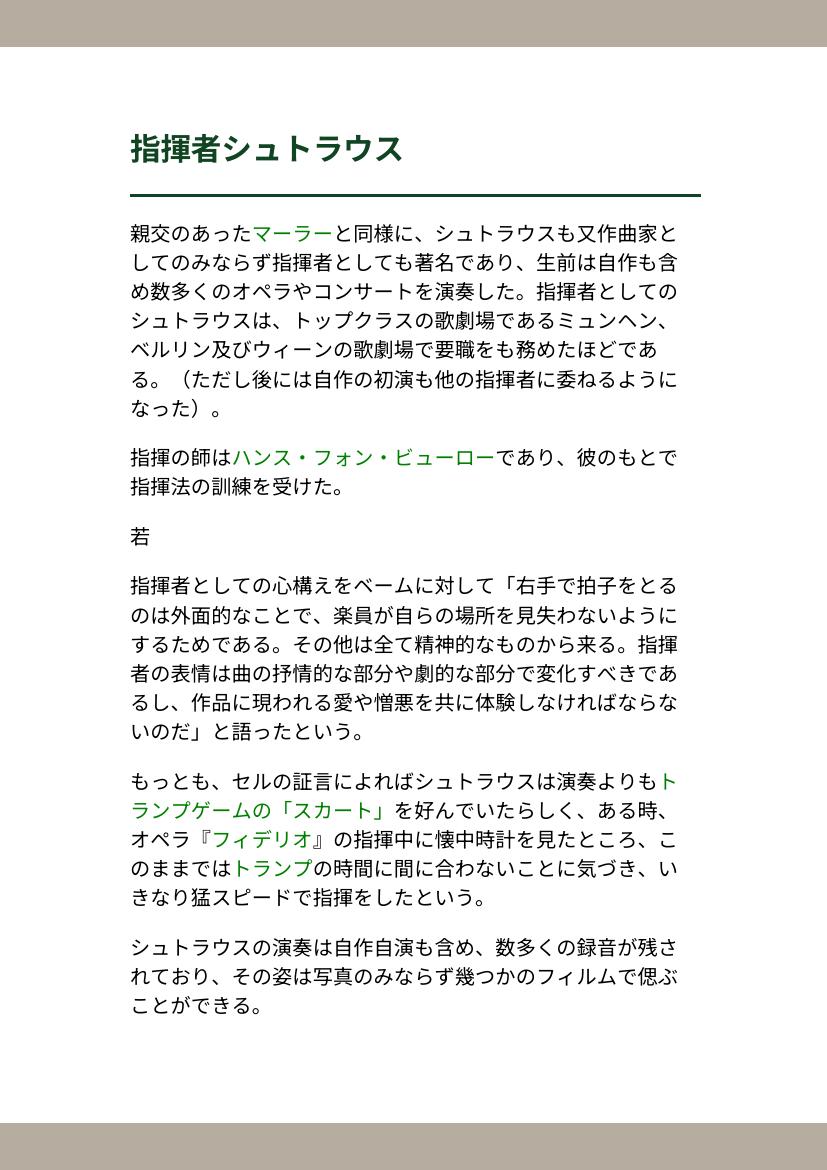 指揮者シュトラウス
親交のあったマーラーと同様に、シュトラウスも又作曲家と
してのみならず指揮者としても著名であり、生前は自作も含
め数多くのオペラやコンサートを演奏した。指揮者としての
シュトラウスは、トップクラスの歌劇場であるミュンヘン、
ベルリン及びウィーンの歌劇場で要職をも務めたほどであ
る。（ただし後には自作の初演も他の指揮者に委ねるように
なった）。
指揮の師はハンス・フォン・ビューローであり、彼のもとで
指揮法の訓練を受けた。
若
指揮者としての心構えをベームに対して「右手で拍子をとる
のは外面的なことで、楽員が自らの場所を見失わないように
するためである。その他は全て精神的なものから来る。指揮
者の表情は曲の抒情的な部分や劇的な部分で変化すべきであ
るし、作品に現われる愛や憎悪を共に体験しなければならな
いのだ」と語ったという。
もっとも、セルの証言によればシュトラウスは演奏よりもト
ランプゲームの「スカート」を好んでいたらしく、ある時、
オペラ『フィデリオ』の指揮中に懐中時計を見たところ、こ
のままではトランプの時間に間に合わないことに気づき、い
きなり猛スピードで指揮をしたという。
シュトラウスの演奏は自作自演も含め、数多くの録音が残さ
れており、その姿は写真のみならず幾つかのフィルムで偲ぶ
ことができる。